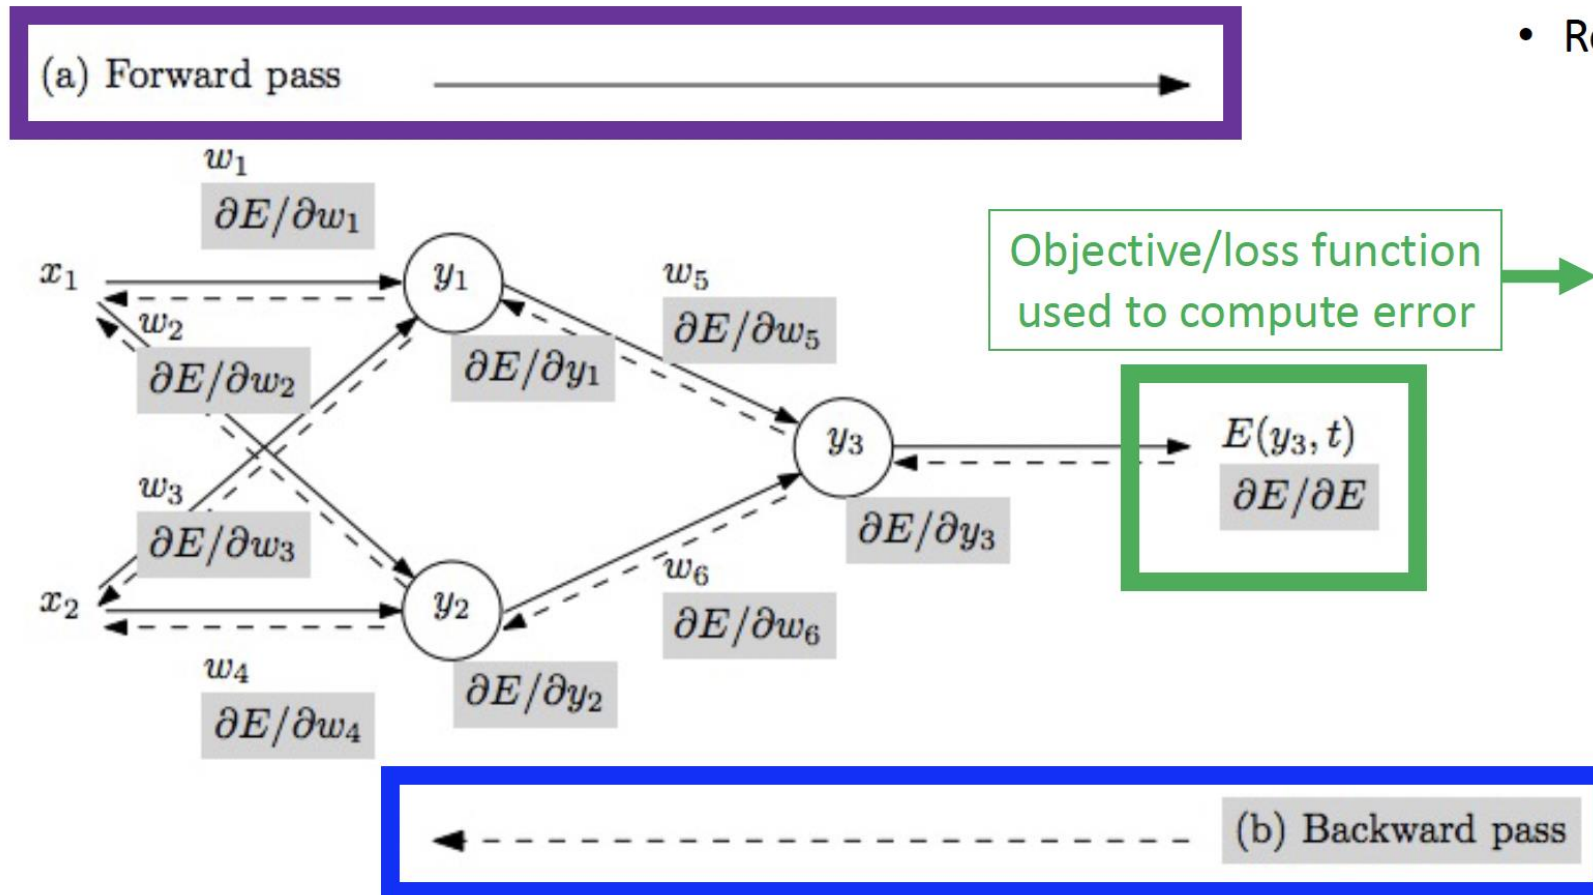 (a) Forward pass
• R
w₁
∂E/∂w₁
x₁
y₁
w₂
∂E/∂w₂
∂E/∂y₁
w₅
∂E/∂w₅
Objective/loss function
used to compute error
y₃
E(y₃, t)
∂E/∂E
∂E/∂y₃
w₃
∂E/∂w₃
x₂
y₂
w₆
∂E/∂w₆
∂E/∂y₂
w₄
∂E/∂w₄
(b) Backward pass